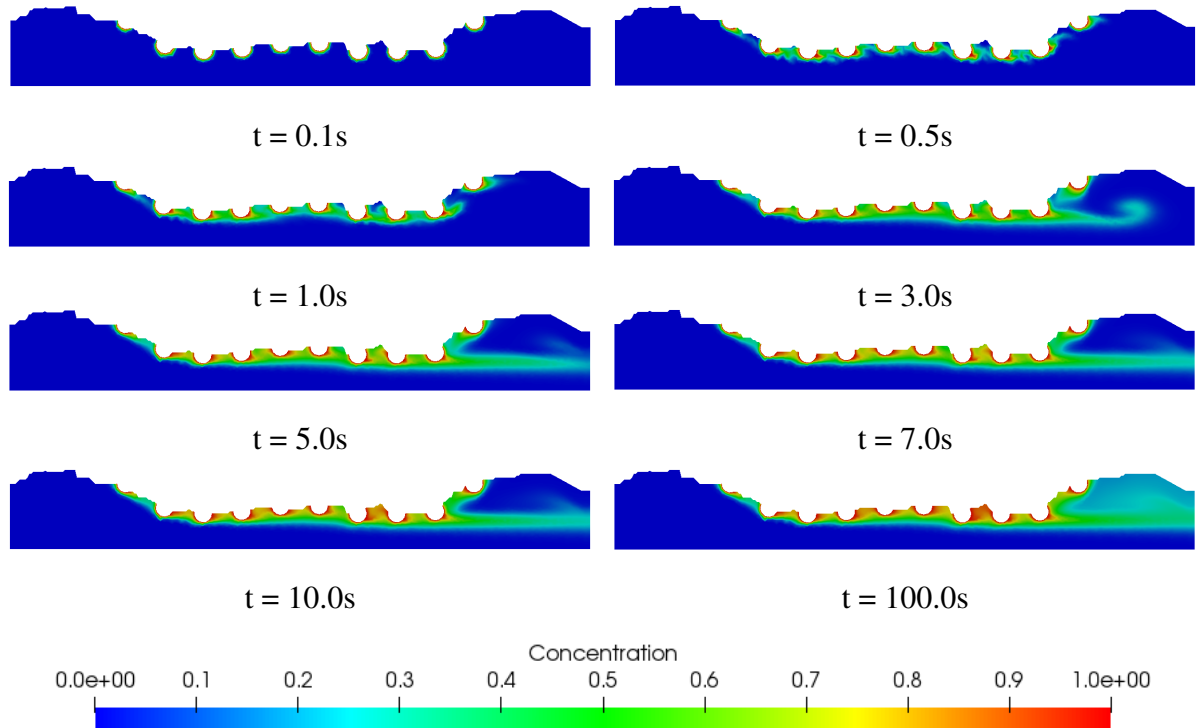 t = 0.1s
t = 0.5s
t = 1.0s
t = 3.0s
t = 5.0s
t = 7.0s
t = 10.0s
t = 100.0s
Concentration
0.0e+00 0.1 0.2 0.3 0.4 0.5 0.6 0.7 0.8 0.9 1.0e+00